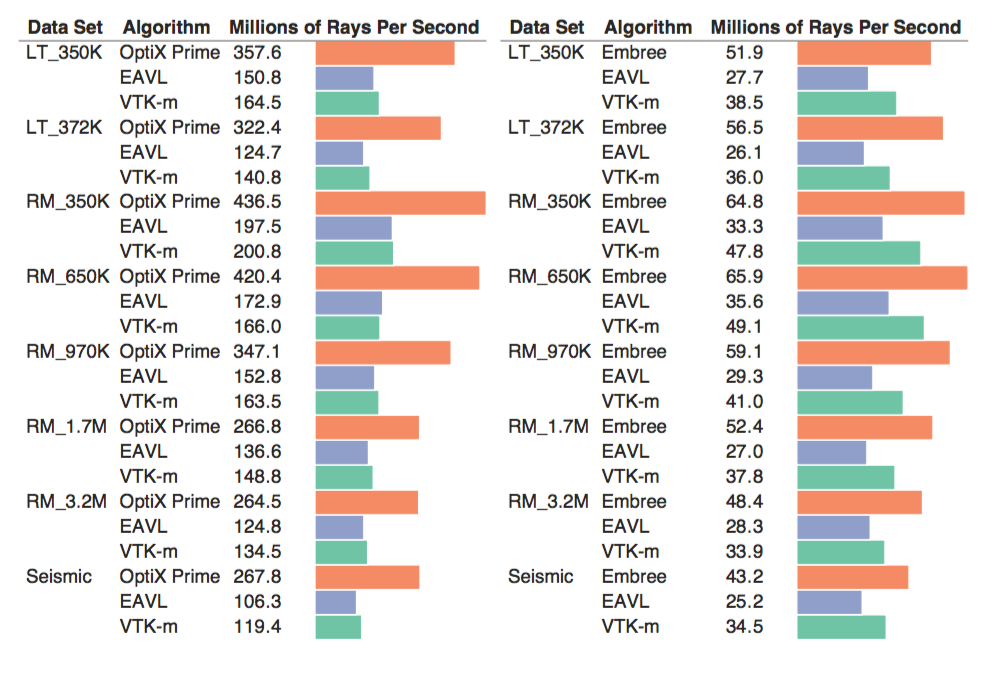 Data Set Algorithm Millions of Rays Per Second
LT_350K OptiX Prime 357.6
EAVL 150.8
VTK-m 164.5
LT_372K OptiX Prime 322.4
EAVL 124.7
VTK-m 140.8
RM_350K OptiX Prime 436.5
EAVL 197.5
VTK-m 200.8
RM_650K OptiX Prime 420.4
EAVL 172.9
VTK-m 166.0
RM_970K OptiX Prime 347.1
EAVL 152.8
VTK-m 163.5
RM_1.7M OptiX Prime 266.8
EAVL 136.6
VTK-m 148.8
RM_3.2M OptiX Prime 264.5
EAVL 124.8
VTK-m 134.5
Seismic OptiX Prime 267.8
EAVL 106.3
VTK-m 119.4
Data Set Algorithm Millions of Rays Per Second
LT_350K Embree 51.9
EAVL 27.7
VTK-m 38.5
LT_372K Embree 56.5
EAVL 26.1
VTK-m 36.0
RM_350K Embree 64.8
EAVL 33.3
VTK-m 47.8
RM_650K Embree 65.9
EAVL 35.6
VTK-m 49.1
RM_970K Embree 59.1
EAVL 29.3
VTK-m 41.0
RM_1.7M Embree 52.4
EAVL 27.0
VTK-m 37.8
RM_3.2M Embree 48.4
EAVL 28.3
VTK-m 33.9
Seismic Embree 43.2
EAVL 25.2
VTK-m 34.5